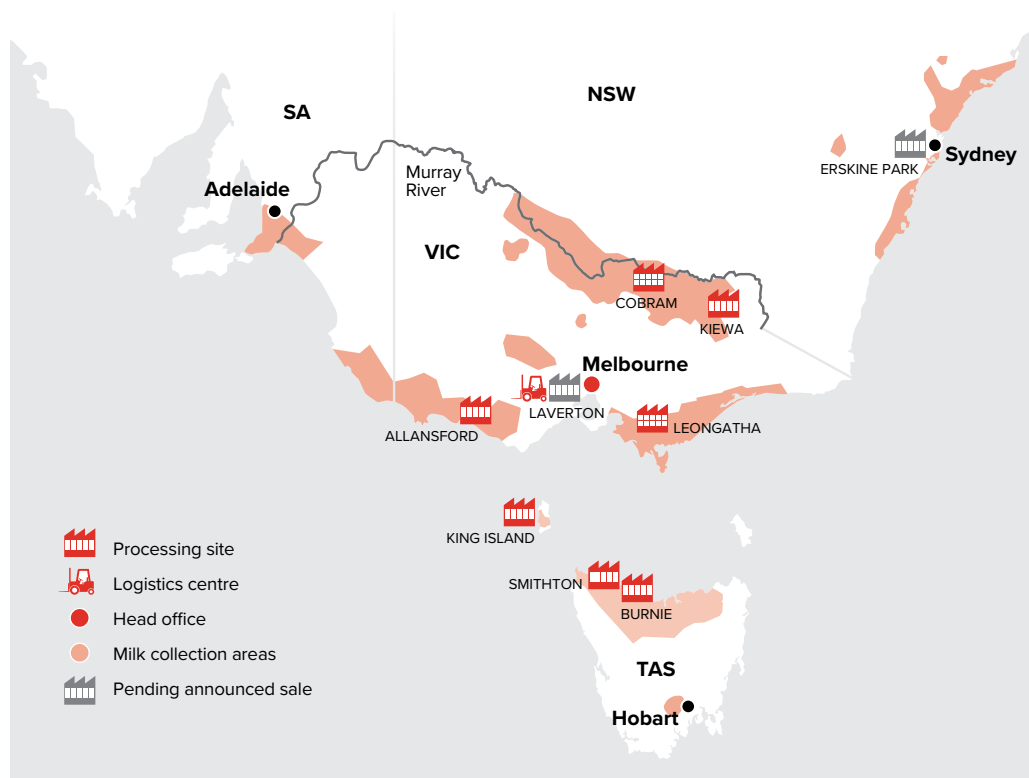 NSW
SA
Sydney
ERSKINE PARK
Murray
River
Adelaide
VIC
COBRAM
KIEWA
Melbourne
LAVERTON
ALLANSFORD
LEONGATHA
KING ISLAND
SMITHTON
BURNIE
TAS
Hobart
Processing site
Logistics centre
Head office
Milk collection areas
Pending announced sale